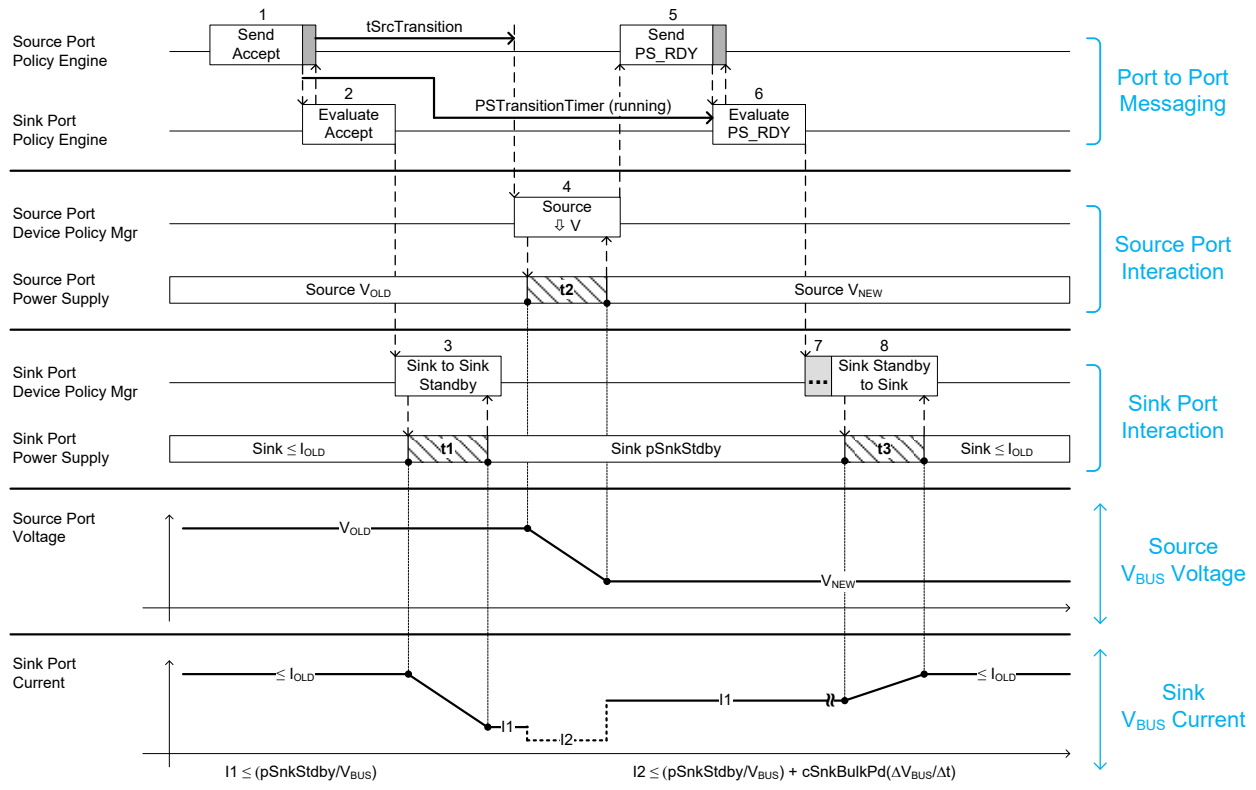 1
Send
Accept
tSrcTransition
5
Send
PS_RDY
Source Port
Policy Engine
2
Evaluate
Accept
PSTransitionTimer (running)
6
Evaluate
PS_RDY
Sink Port
Policy Engine
Port to Port
Messaging
4
Source
⇩ V
Source Port
Device Policy Mgr
Source Port
Power Supply
Source VOLD
t2
Source VNEW
Source Port
Interaction
3
Sink to Sink
Standby
7
...
8
Sink Standby
to Sink
Sink Port
Device Policy Mgr
Sink Port
Power Supply
Sink ≤ IOLD
t1
Sink pSnkStdby
t3
Sink ≤ IOLD
Sink Port
Interaction
Source Port
Voltage
VOLD
VNEW
Source
VBUS Voltage
Sink Port
Current
≤ IOLD
I1
I2
I1
≤ IOLD
Sink
VBUS Current
I1 ≤ (pSnkStdby/VBUS)
I2 ≤ (pSnkStdby/VBUS) + cSnkBulkPd(ΔVBUS/Δt)